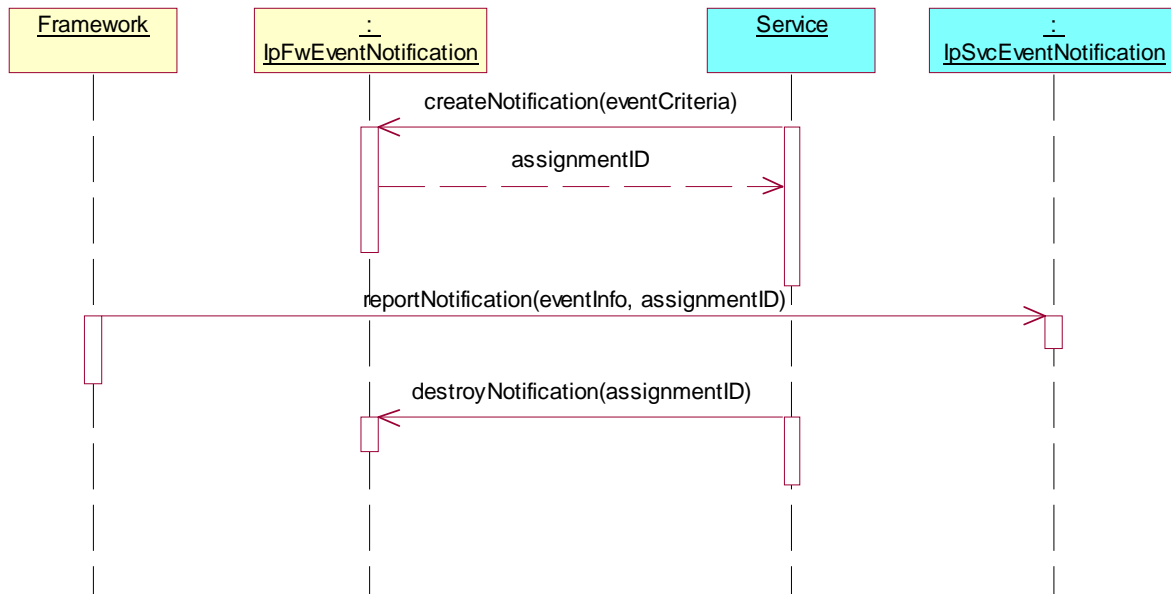 Framework
:
IpFwEventNotification
Service
:
IpSvcEventNotification
createNotification(eventCriteria)
assignmentID
reportNotification(eventInfo, assignmentID)
destroyNotification(assignmentID)